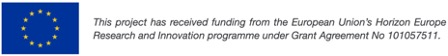 This project has received funding from the European Union's Horizon Europe
Research and Innovation programme under Grant Agreement No 101057511.